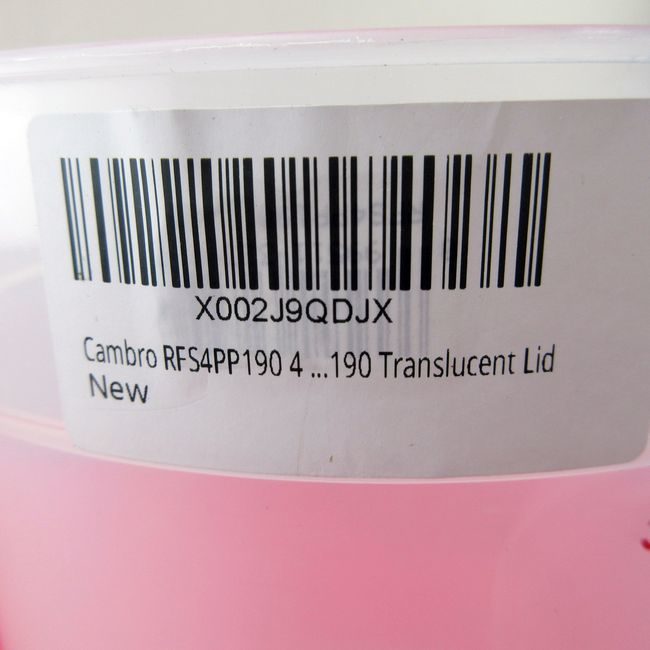 X002J9QDJX
Cambro RFS4PP190 4 ...190 Translucent Lid
New